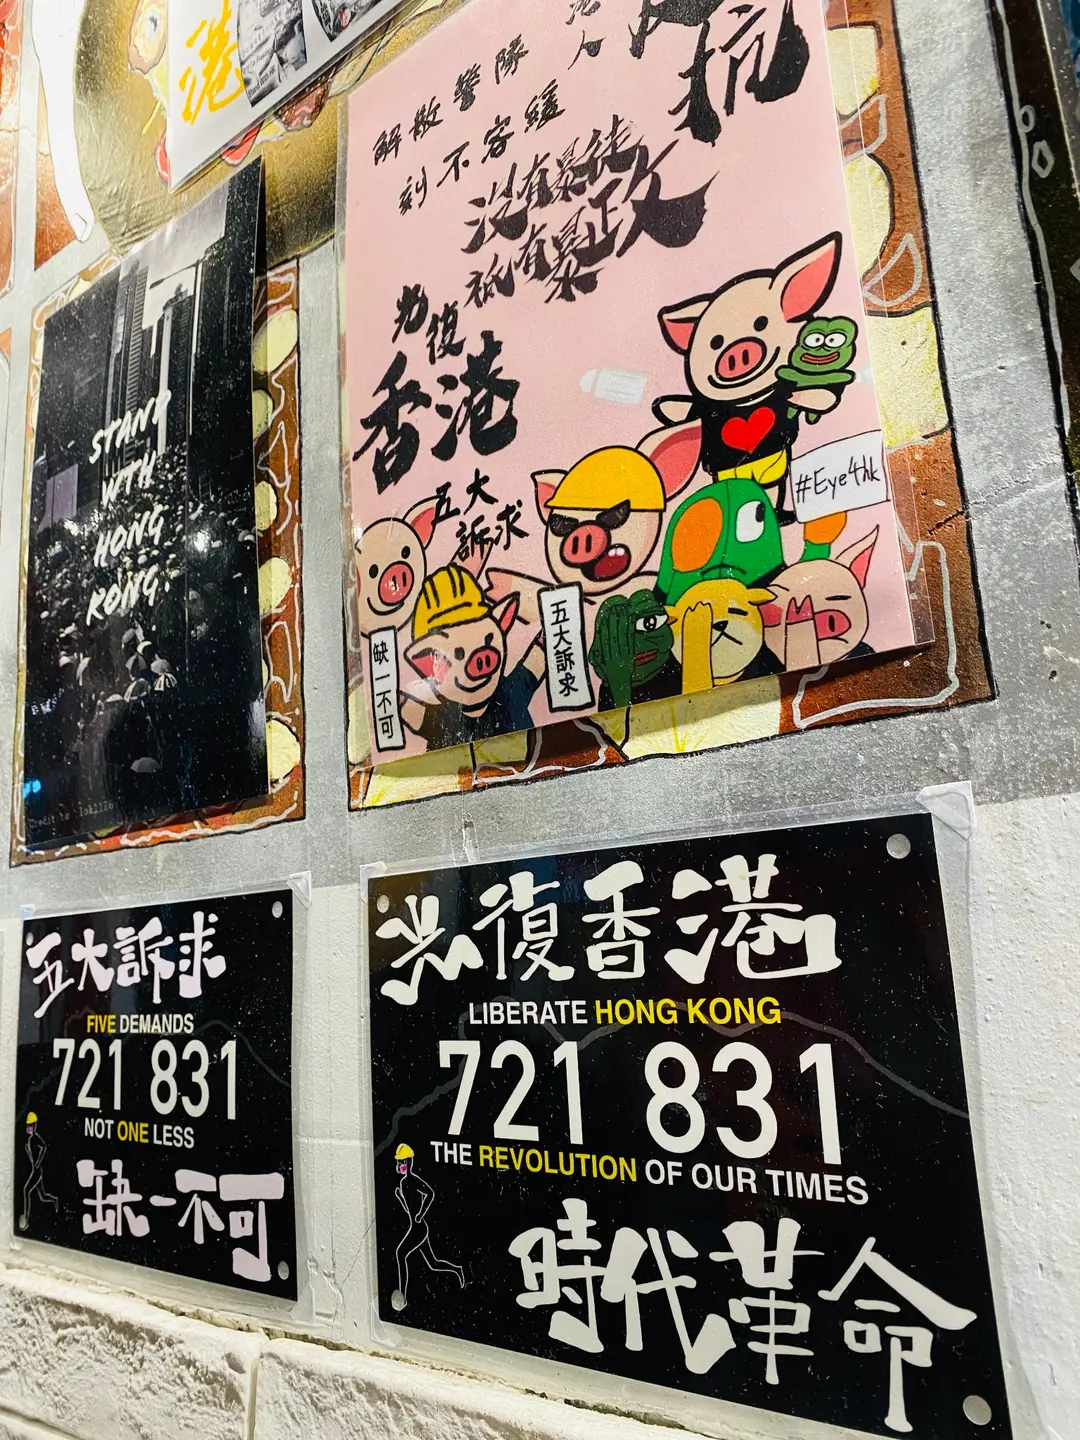 港
抗
解散警隊
刻不容緩
沒有暴徒
祇有暴政
光復
香港
五大
訴求
#Eye4hk
五大訴求
缺一不可
STAND
WITH
HONG
KONG.
五大訴求
FIVE DEMANDS
721 831
NOT ONE LESS
缺一不可
光復香港
LIBERATE HONG KONG
721 831
THE REVOLUTION OF OUR TIMES
時代革命